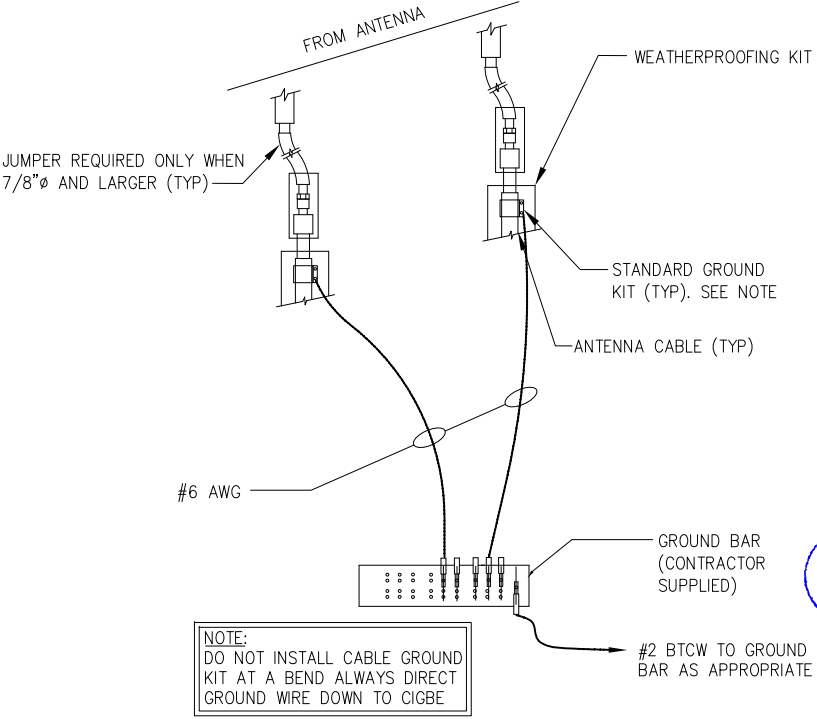 FROM ANTENNA
WEATHERPROOFING KIT
JUMPER REQUIRED ONLY WHEN
7/8"ø AND LARGER (TYP)
STANDARD GROUND
KIT (TYP). SEE NOTE
ANTENNA CABLE (TYP)
#6 AWG
GROUND BAR
(CONTRACTOR
SUPPLIED)
NOTE:
DO NOT INSTALL CABLE GROUND
KIT AT A BEND ALWAYS DIRECT
GROUND WIRE DOWN TO CIGBE
#2 BTCW TO GROUND
BAR AS APPROPRIATE